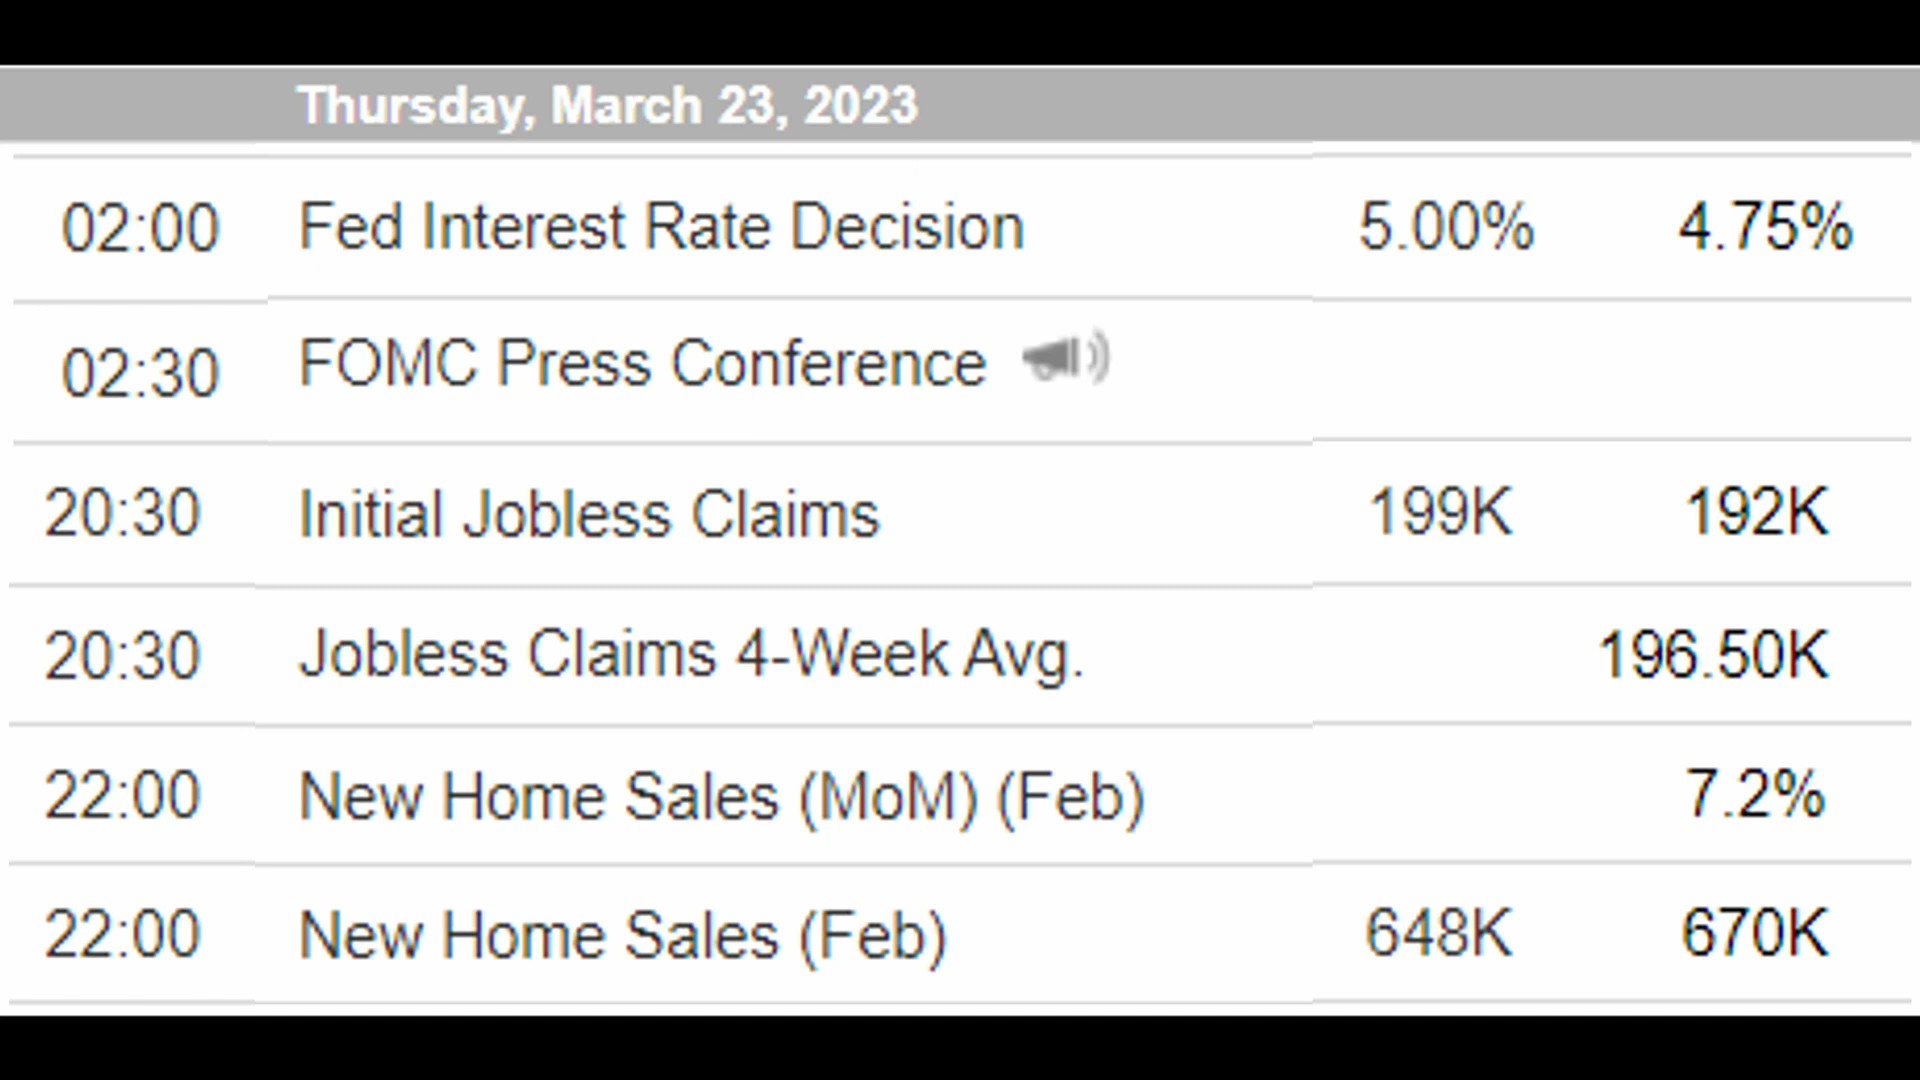 Thursday, March 23, 2023
02:00 Fed Interest Rate Decision 5.00% 4.75%
02:30 FOMC Press Conference
20:30 Initial Jobless Claims 199K 192K
20:30 Jobless Claims 4-Week Avg. 196.50K
22:00 New Home Sales (MoM) (Feb) 7.2%
22:00 New Home Sales (Feb) 648K 670K